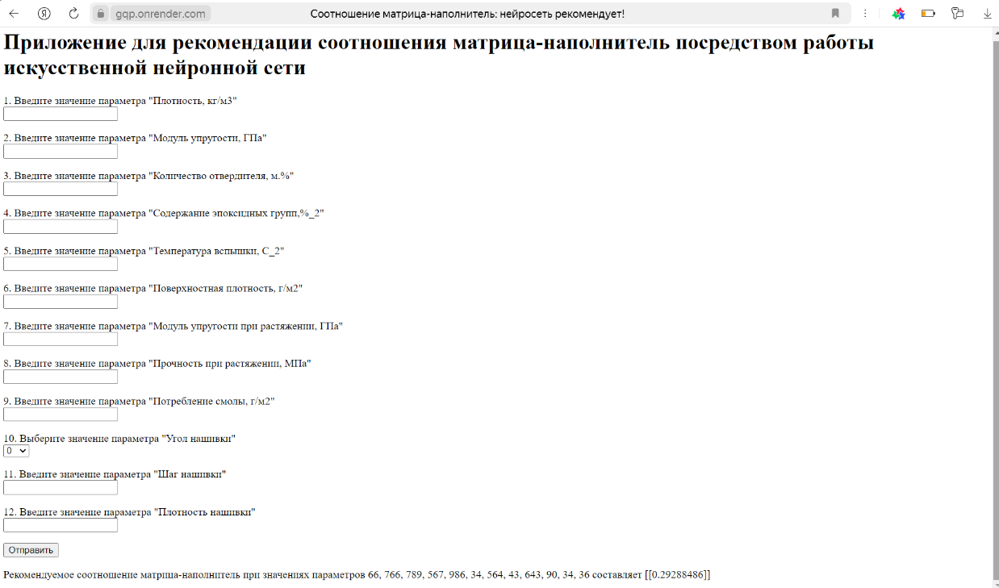 gqp.onrender.com
Соотношение матрица-наполнитель: нейросеть рекомендует!
Приложение для рекомендации соотношения матрица-наполнитель посредством работы
искусственной нейронной сети
1. Введите значение параметра "Плотность, кг/м3"
2. Введите значение параметра "Модуль упругости, ГПа"
3. Введите значение параметра "Количество отвердителя, м.%"
4. Введите значение параметра "Содержание эпоксидных групп,%_2"
5. Введите значение параметра "Температура вспышки, С_2"
6. Введите значение параметра "Поверхностная плотность, г/м2"
7. Введите значение параметра "Модуль упругости при растяжении, ГПа"
8. Введите значение параметра "Прочность при растяжении, МПа"
9. Введите значение параметра "Потребление смолы, г/м2"
10. Выберите значение параметра "Угол нашивки"
0
11. Введите значение параметра "Шаг нашивки"
12. Введите значение параметра "Плотность нашивки"
Отправить
Рекомендуемое соотношение матрица-наполнитель при значениях параметров 66, 766, 789, 567, 986, 34, 564, 43, 643, 90, 34, 36 составляет [[0.29288486]]